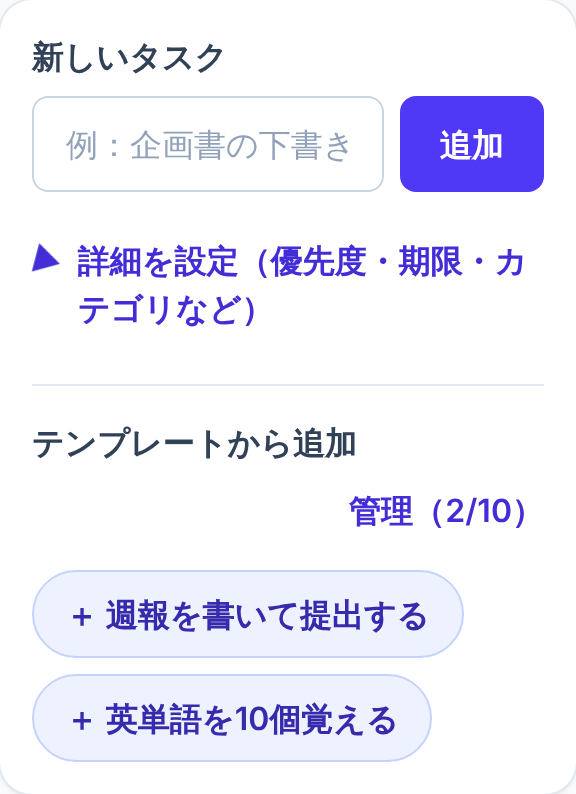 新しいタスク
例：企画書の下書き
追加
詳細を設定（優先度・期限・カ
テゴリなど）
テンプレートから追加
管理（2/10）
+ 週報を書いて提出する
+ 英単語を10個覚える